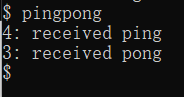 $ pingpong
4: received ping
3: received pong
$